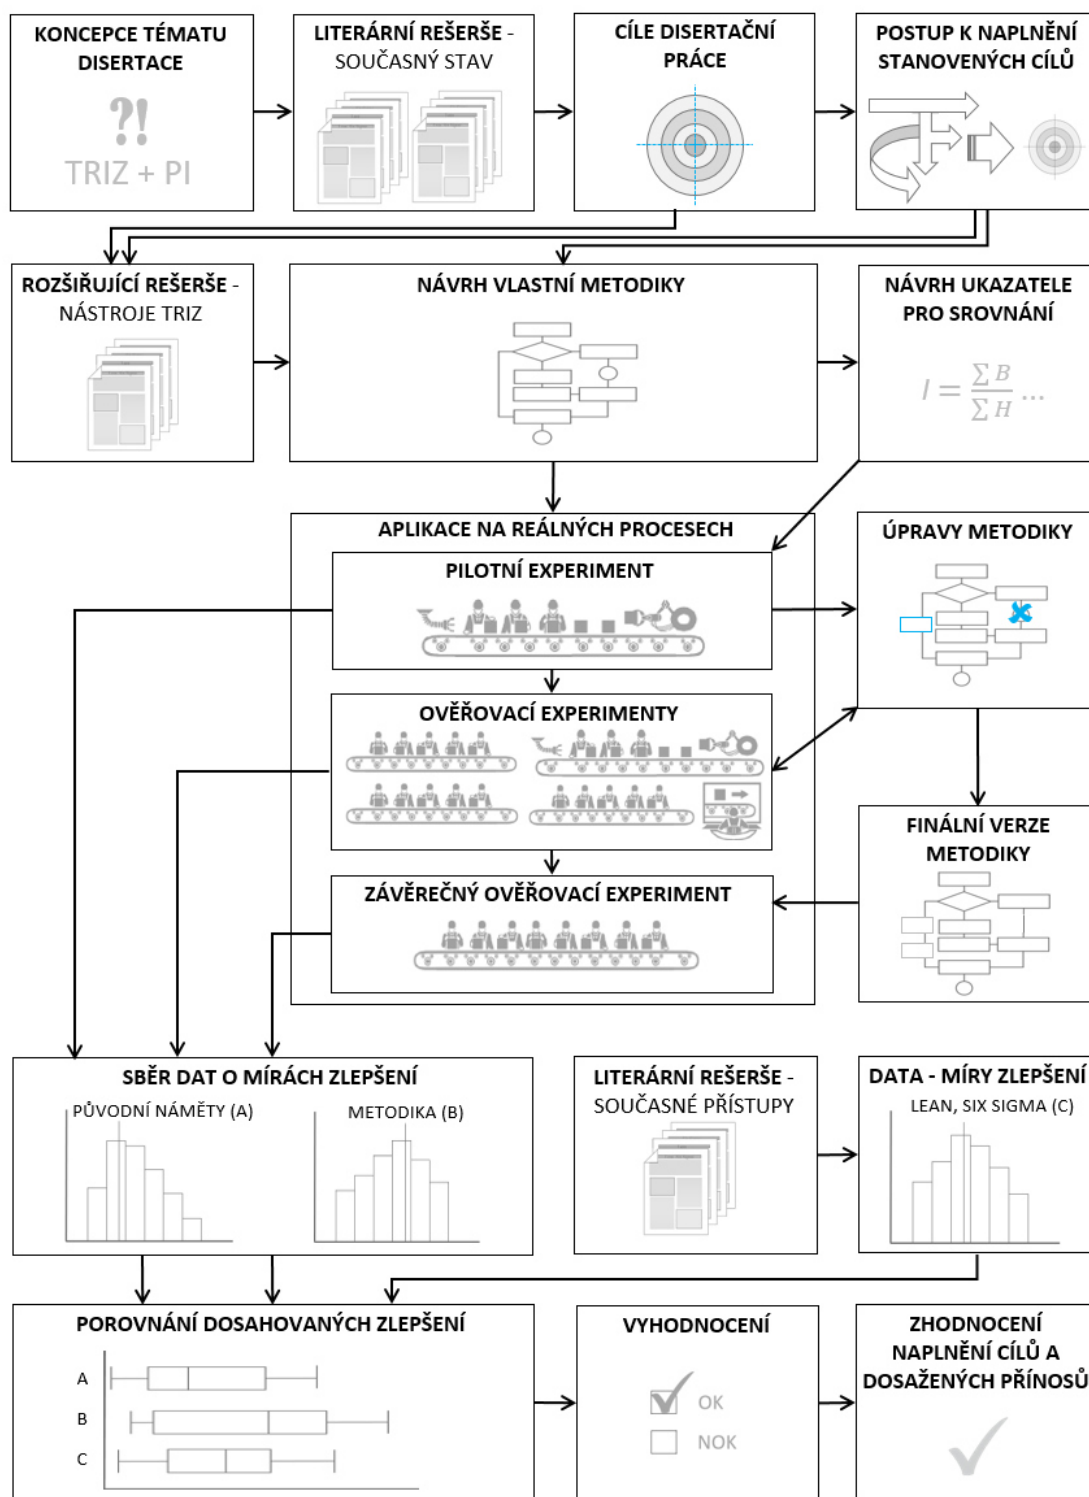 KONCEPCE TÉMATU
DISERTACE
?!
TRIZ + PI
LITERÁRNÍ REŠERŠE -
SOUČASNÝ STAV
CÍLE DISERTAČNÍ
PRÁCE
POSTUP K NAPLNĚNÍ
STANOVENÝCH CÍLŮ
ROZŠIŘUJÍCÍ REŠERŠE -
NÁSTROJE TRIZ
NÁVRH VLASTNÍ METODIKY
NÁVRH UKAZATELE
PRO SROVNÁNÍ
I = ∑ B / ∑ H ...
APLIKACE NA REÁLNÝCH PROCESECH
PILOTNÍ EXPERIMENT
ÚPRAVY METODIKY
OVĚŘOVACÍ EXPERIMENTY
FINÁLNÍ VERZE
METODIKY
ZÁVĚREČNÝ OVĚŘOVACÍ EXPERIMENT
SBĚR DAT O MÍRÁCH ZLEPŠENÍ
PŮVODNÍ NÁMĚTY (A)
METODIKA (B)
LITERÁRNÍ REŠERŠE -
SOUČASNÉ PŘÍSTUPY
DATA - MÍRY ZLEPŠENÍ
LEAN, SIX SIGMA (C)
POROVNÁNÍ DOSAHOVANÝCH ZLEPŠENÍ
A
B
C
VYHODNOCENÍ
OK
NOK
ZHODNOCENÍ
NAPLNĚNÍ CÍLŮ A
DOSAŽENÝCH PŘÍNOSŮ